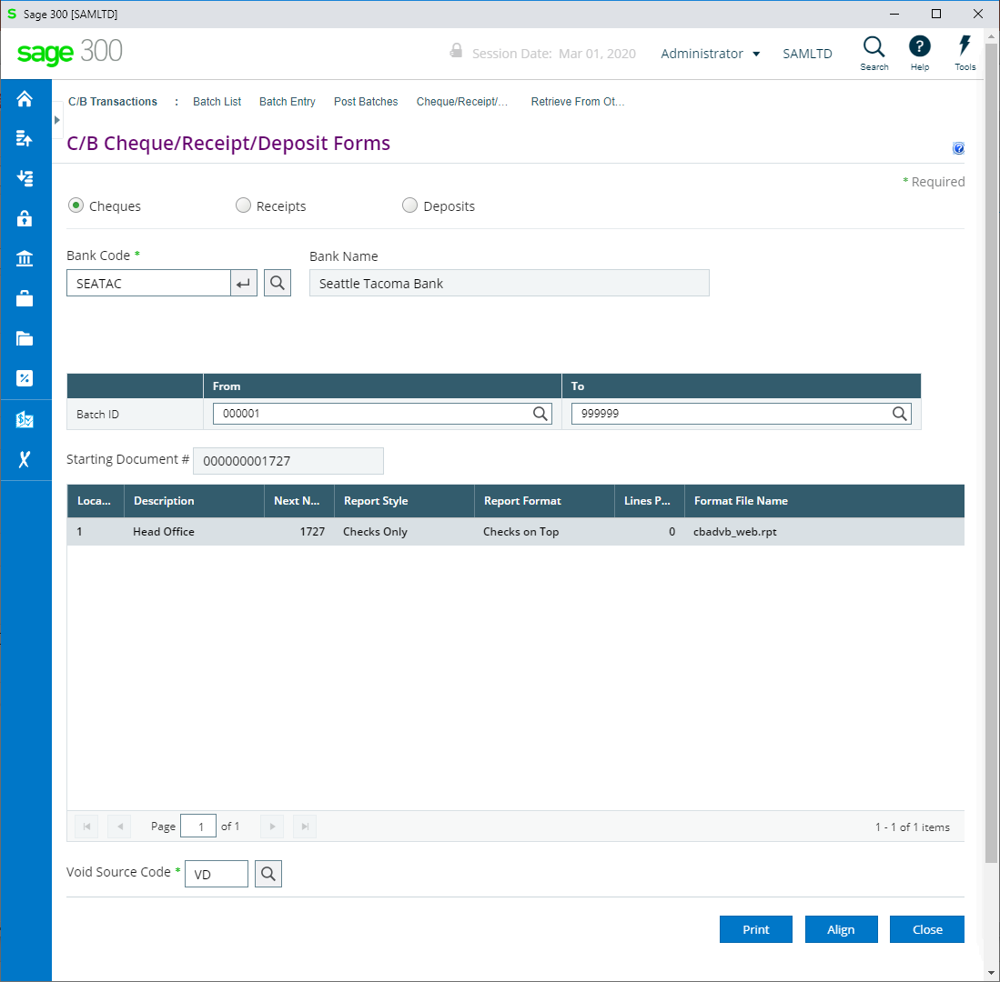 S Sage 300 [SAMLTD]
sage 300 Session Date: Mar 01, 2020 Administrator SAMLTD Search Help Tools
C/B Transactions : Batch List Batch Entry Post Batches Cheque/Receipt/... Retrieve From Ot...
C/B Cheque/Receipt/Deposit Forms
* Required
Cheques Receipts Deposits
Bank Code * Bank Name
SEATAC Seattle Tacoma Bank
From To
Batch ID 000001 999999
Starting Document # 000000001727
Loca... Description Next N... Report Style Report Format Lines P... Format File Name
1 Head Office 1727 Checks Only Checks on Top 0 cbadvb_web.rpt
Page 1 of 1 1 - 1 of 1 items
Void Source Code * VD
Print Align Close